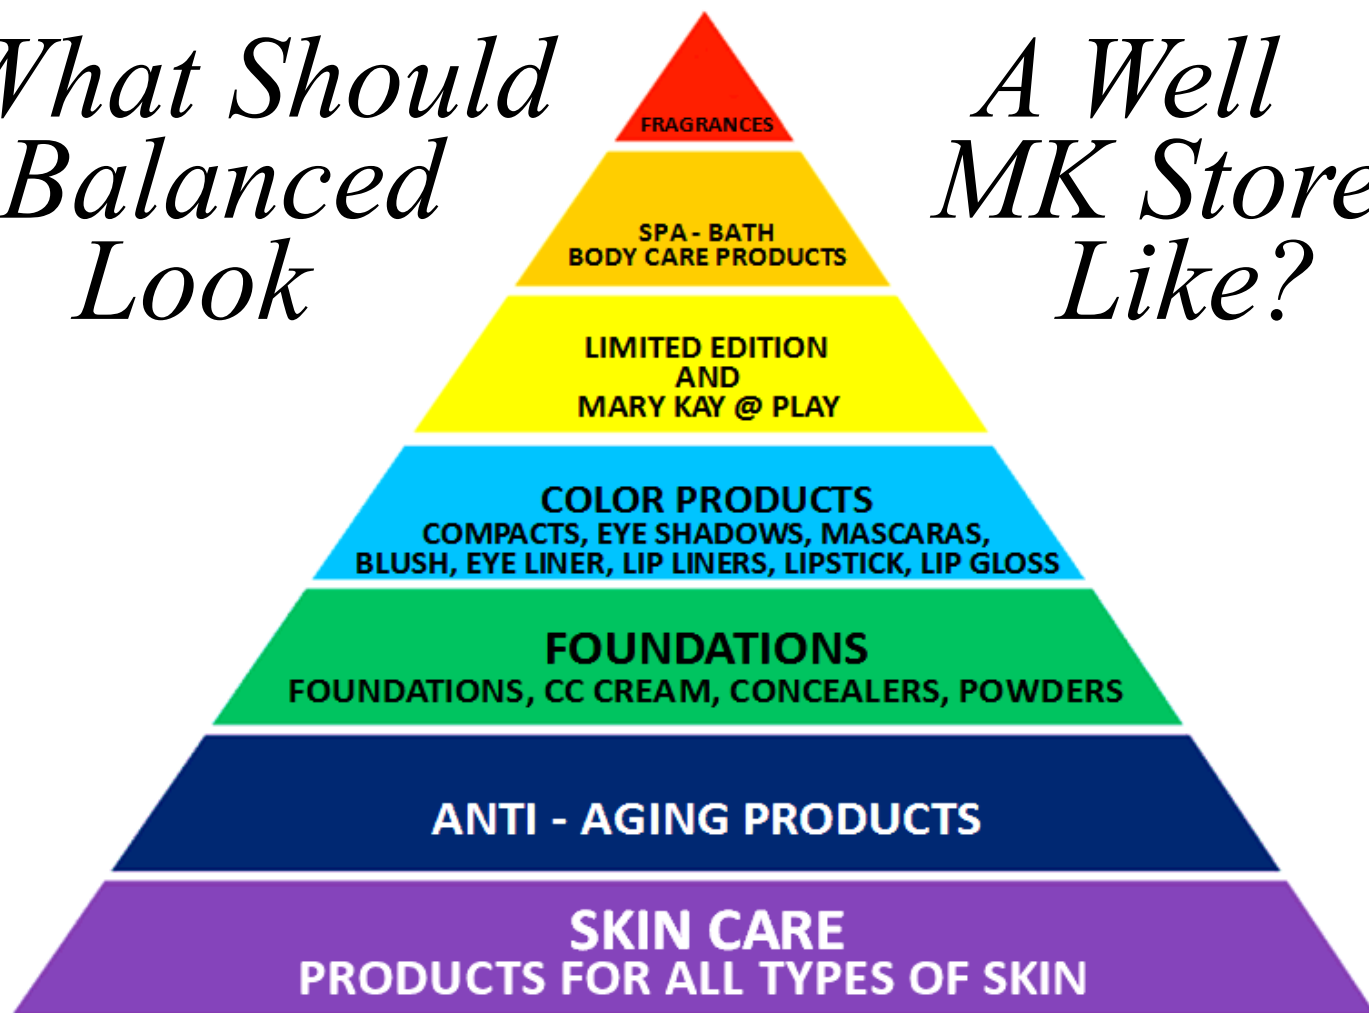 What Should A Well
Balanced MK Store
Look Like?
FRAGRANCES
SPA - BATH
BODY CARE PRODUCTS
LIMITED EDITION
AND
MARY KAY @ PLAY
COLOR PRODUCTS
COMPACTS, EYE SHADOWS, MASCARAS,
BLUSH, EYE LINER, LIP LINERS, LIPSTICK, LIP GLOSS
FOUNDATIONS
FOUNDATIONS, CC CREAM, CONCEALERS, POWDERS
ANTI - AGING PRODUCTS
SKIN CARE
PRODUCTS FOR ALL TYPES OF SKIN